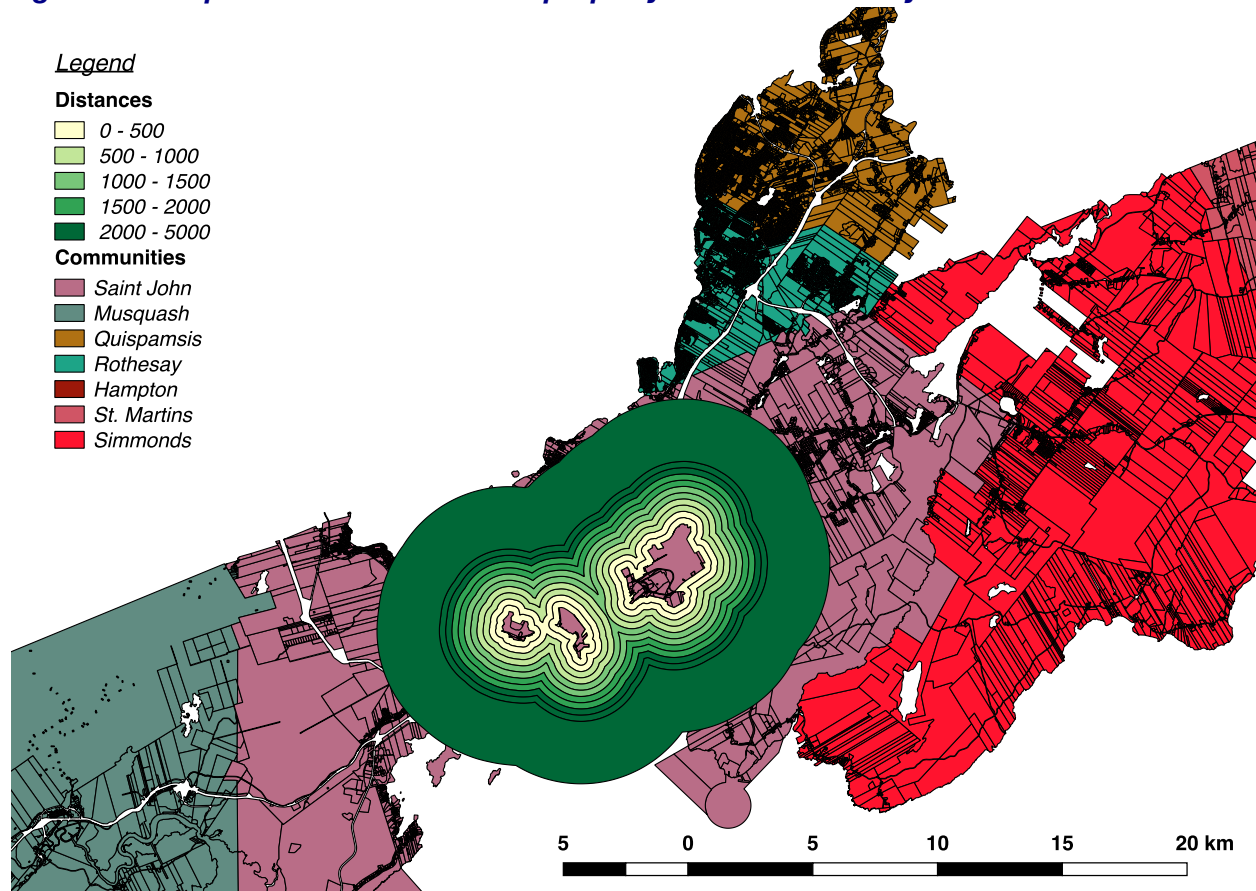 Legend
Distances
0 - 500
500 - 1000
1000 - 1500
1500 - 2000
2000 - 5000
Communities
Saint John
Musquash
Quispamsis
Rothesay
Hampton
St. Martins
Simmonds
5 0 5 10 15 20 km